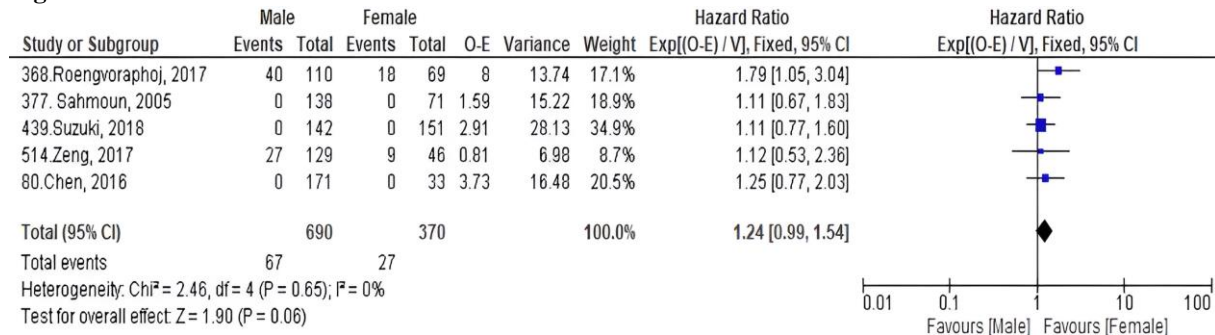 Male Female Hazard Ratio Hazard Ratio
Study or Subgroup Events Total Events Total O-E Variance Weight Exp[(O-E) / V], Fixed, 95% CI Exp[(O-E) / V], Fixed, 95% CI
368.Roengvoraphoj, 2017 40 110 18 69 8 13.74 17.1% 1.79 [1.05, 3.04]
377. Sahmoun, 2005 0 138 0 71 1.59 15.22 18.9% 1.11 [0.67, 1.83]
439.Suzuki, 2018 0 142 0 151 2.91 28.13 34.9% 1.11 [0.77, 1.60]
514.Zeng, 2017 27 129 9 46 0.81 6.98 8.7% 1.12 [0.53, 2.36]
80.Chen, 2016 0 171 0 33 3.73 16.48 20.5% 1.25 [0.77, 2.03]
Total (95% CI) 690 370 100.0% 1.24 [0.99, 1.54]
Total events 67 27
Heterogeneity: Chi² = 2.46, df = 4 (P = 0.65); I² = 0%
Test for overall effect: Z = 1.90 (P = 0.06)
0.01 0.1 1 10 100
Favours [Male] Favours [Female]